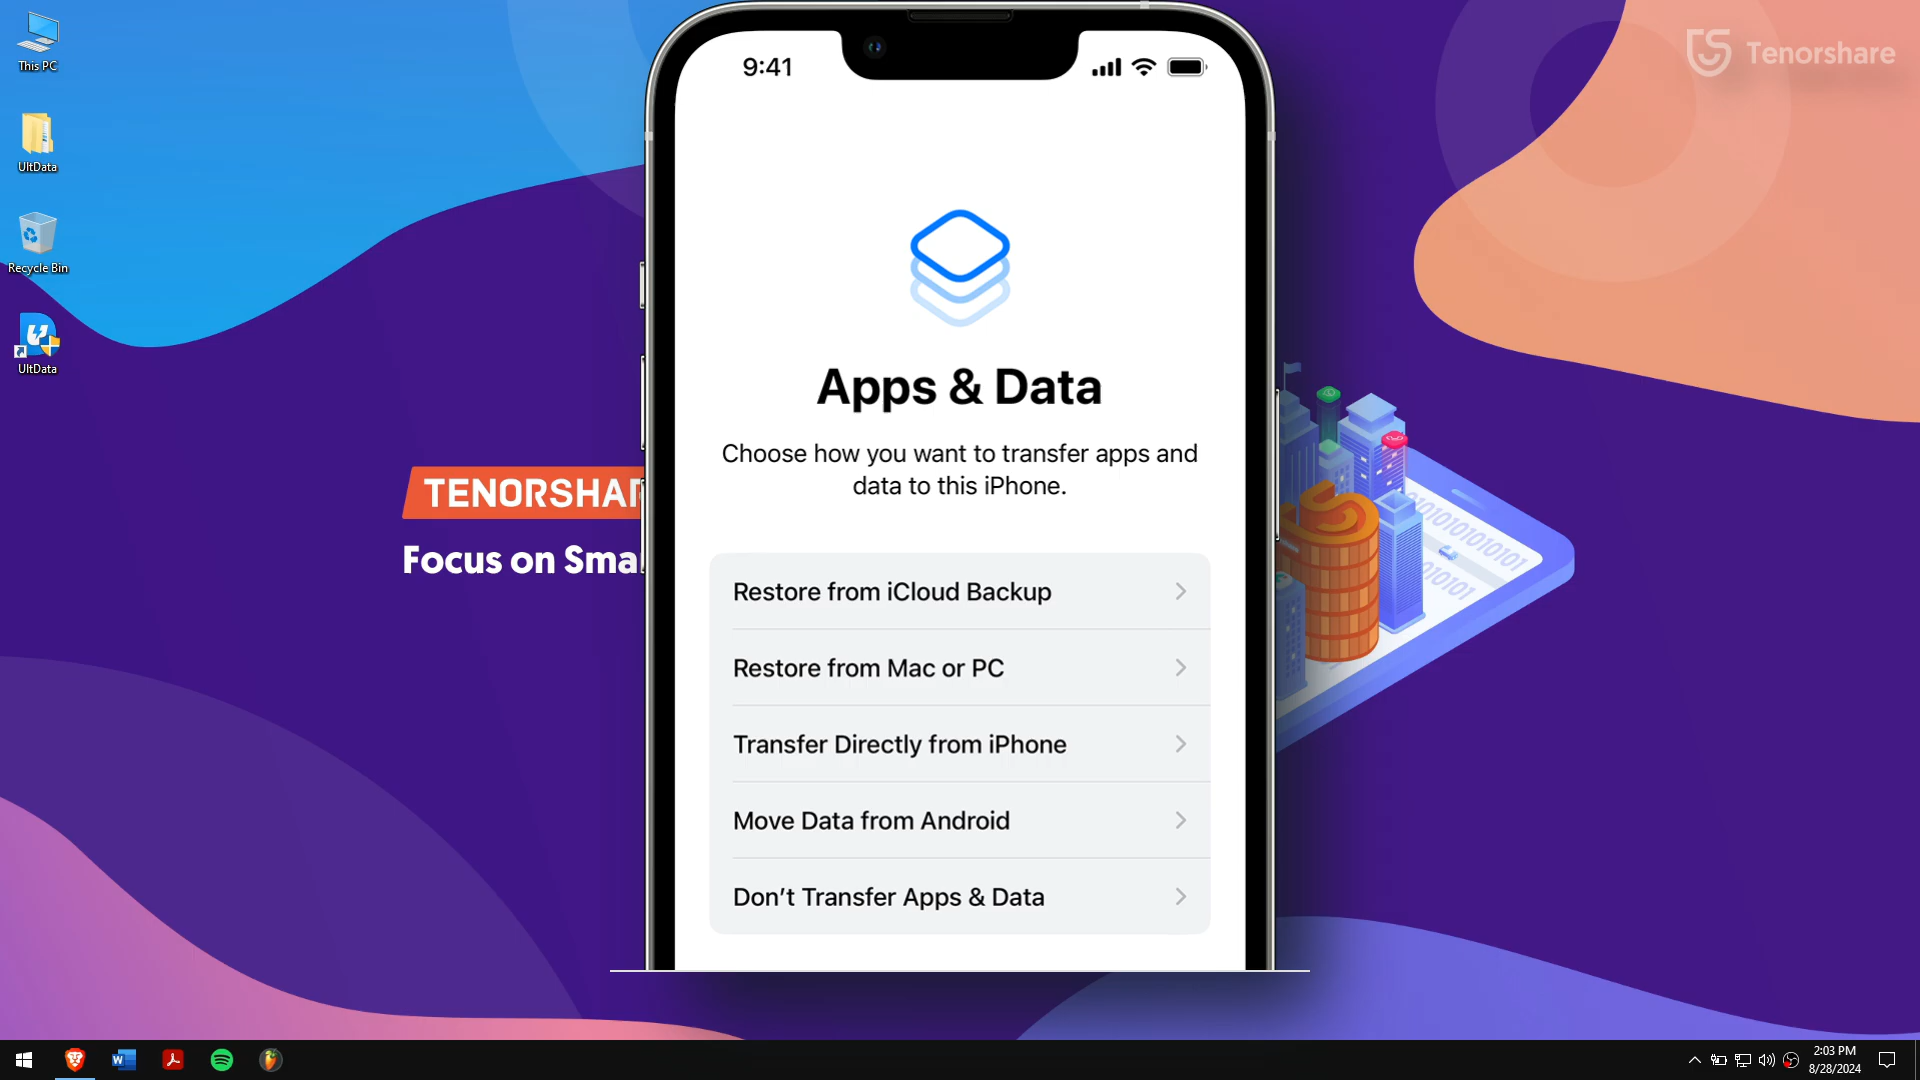 This PC
UltData
Recycle Bin
UltData
Tenorshare
TENORSHAR
Focus on Smar
9:41
Apps & Data
Choose how you want to transfer apps and
data to this iPhone.
Restore from iCloud Backup
Restore from Mac or PC
Transfer Directly from iPhone
Move Data from Android
Don't Transfer Apps & Data
2:03 PM
8/28/2024